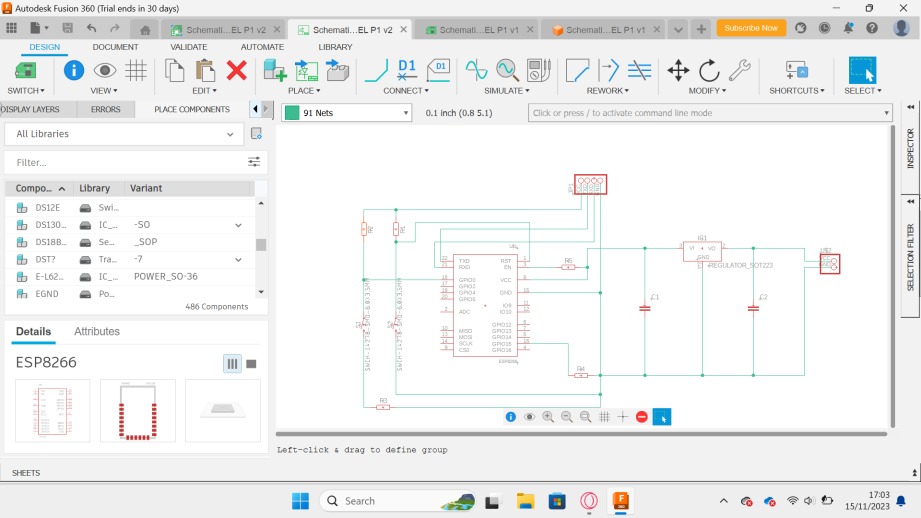 Autodesk Fusion 360 (Trial ends in 30 days)
Schemati...EL P1 v2
Schemati...EL P1 v2
Schemati...EL P1 v1
Schemati...EL P1 v1
Subscribe Now
DESIGN
DOCUMENT
VALIDATE
AUTOMATE
LIBRARY
D1
D1
SWITCH
VIEW
EDIT
PLACE
CONNECT
SIMULATE
REWORK
MODIFY
SHORTCUTS
SELECT
DISPLAY LAYERS
ERRORS
PLACE COMPONENTS
91 Nets
0.1 inch (0.8 5.1)
Click or press / to activate command line mode
All Libraries
Filter...
Compo...
Library
Variant
DS12E
Swi...
DS130...
IC_...
-SO
DS18B...
Se...
_SOP
DST?
Tra...
-7
E-L62...
IC_...
POWER_SO-36
EGND
Po...
486 Components
Details
Attributes
ESP8266
TXD
RXD
GPIO0
GPIO2
GPIO4
GPIO5
ADC
MISO
MOSI
SCLK
CS0
RST
EN
VCC
GND
IO9
IO10
GPIO12
GPIO13
GPIO14
GPIO15
GPIO16
ESP8266
R3
R4
IC1
VI
VO
GND
REGULATOR_SOT223
C1
C2
INSPECTOR
SELECTION FILTER
Left-click & drag to define group
SHEETS
Search
17:03
15/11/2023